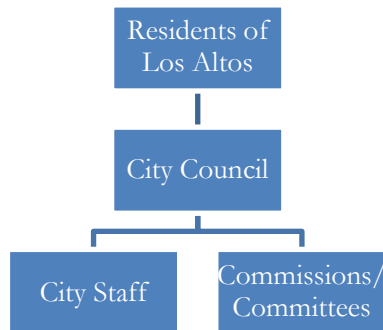 Residents of
Los Altos
City Council
City Staff
Commissions/
Committees